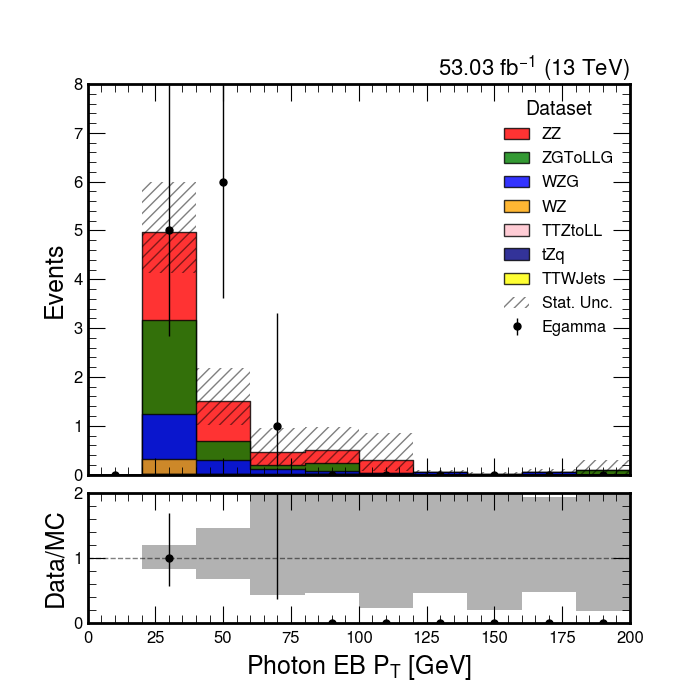 53.03 fb⁻¹ (13 TeV)
Events
8
7
6
5
4
3
2
1
0
Dataset
ZZ
ZGToLLG
WZG
WZ
TTZtoLL
tZq
TTWJets
Stat. Unc.
Egamma
Data/MC
2
1
0
0 25 50 75 100 125 150 175 200
Photon EB P_T [GeV]